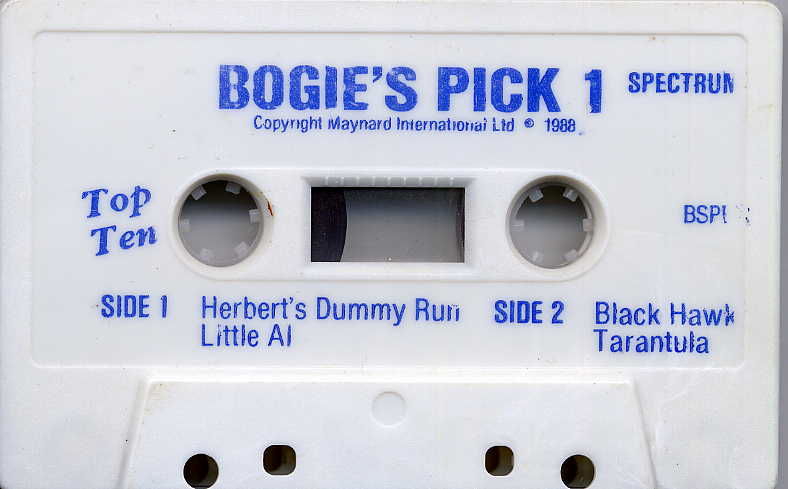 BOGIE'S PICK 1
SPECTRUM
Copyright Maynard International Ltd © 1988
Top
Ten
SIDE 1 Herbert's Dummy Run
Little Al
SIDE 2 Black Hawk
Tarantula